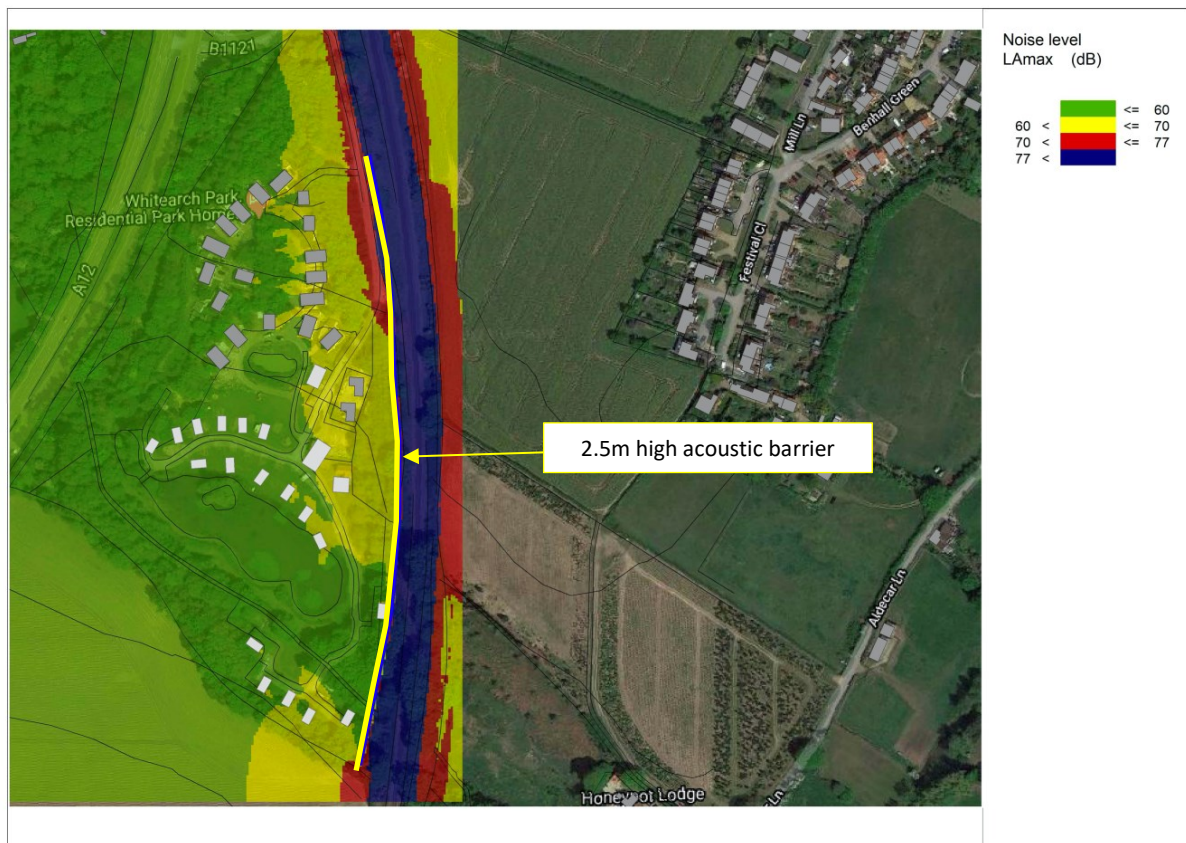 Noise level
LAmax (dB)
<= 60
60 < <= 70
70 < <= 77
77 <
B1121
Mill Ln
Benhall Green
Whitearch Park,
Residential Park Home
A12
Festival Cl
2.5m high acoustic barrier
Aldecar Ln
Honeypot Lodge